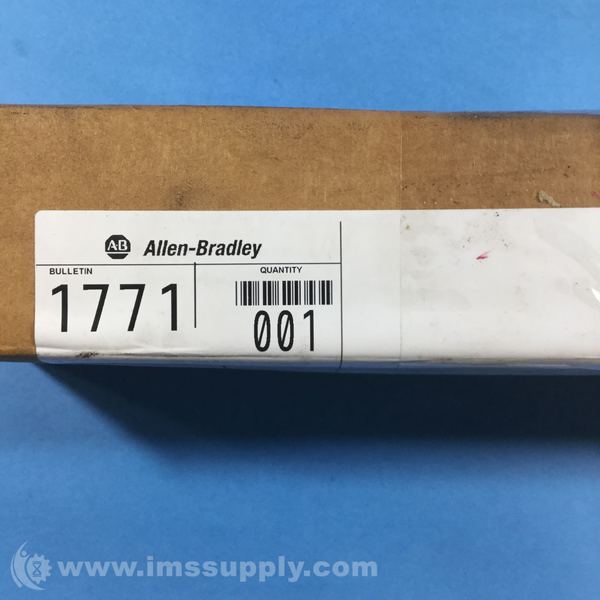 AB Allen-Bradley
BULLETIN
1771
QUANTITY
001
www.imssupply.com